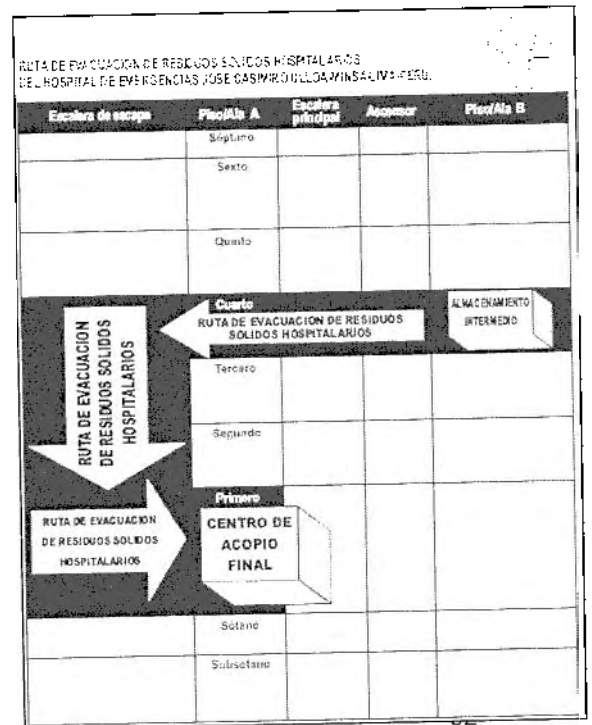 RUTA DE EVACUACION DE RESIDUOS SOLIDOS HOSPITALARIOS
DEL HOSPITAL DE EMERGENCIAS JOSE CASIMIRO ULLOA-MINSA-LIMA-PERU.
Escalera de escape Piso/Ala A Escalera principal Ascensor Piso/Ala B
Séptimo
Sexto
Quinto
Cuarto
RUTA DE EVACUACION DE RESIDUOS
SOLIDOS HOSPITALARIOS
ALMACENAMIENTO
INTERMEDIO
RUTA DE EVACUACION
DE RESIDUOS SOLIDOS
HOSPITALARIOS
Tercero
Segundo
Primero
RUTA DE EVACUACION
DE RESIDUOS SOLIDOS
HOSPITALARIOS
CENTRO DE
ACOPIO
FINAL
Sótano
Subsotano